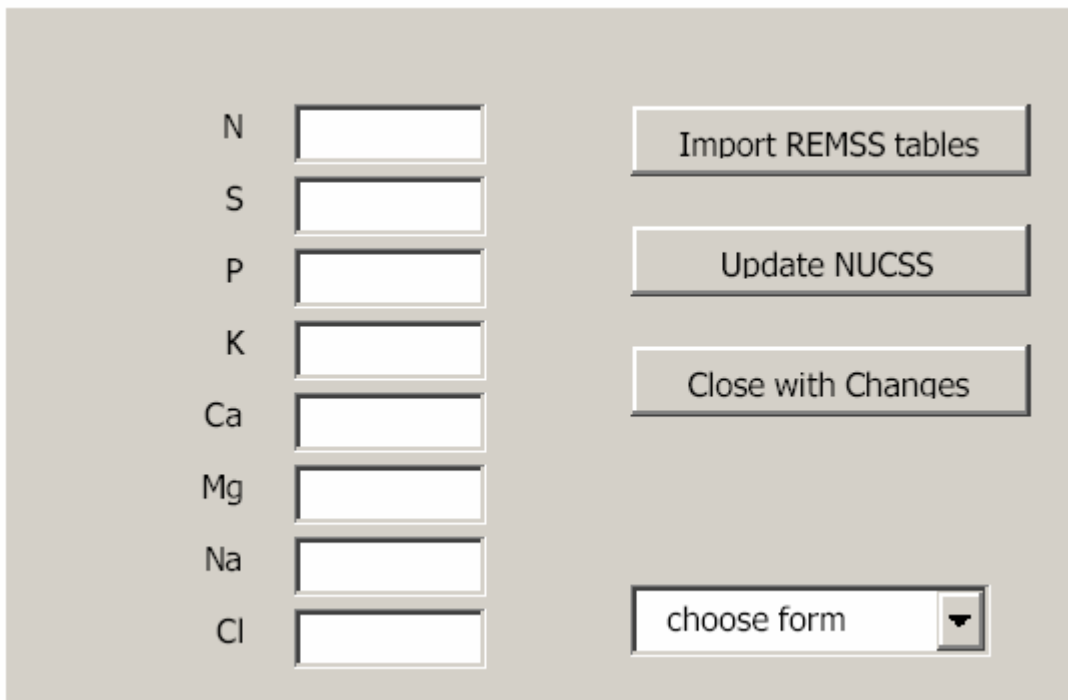 N
S
P
K
Ca
Mg
Na
Cl
Import REMSS tables
Update NUCSS
Close with Changes
choose form